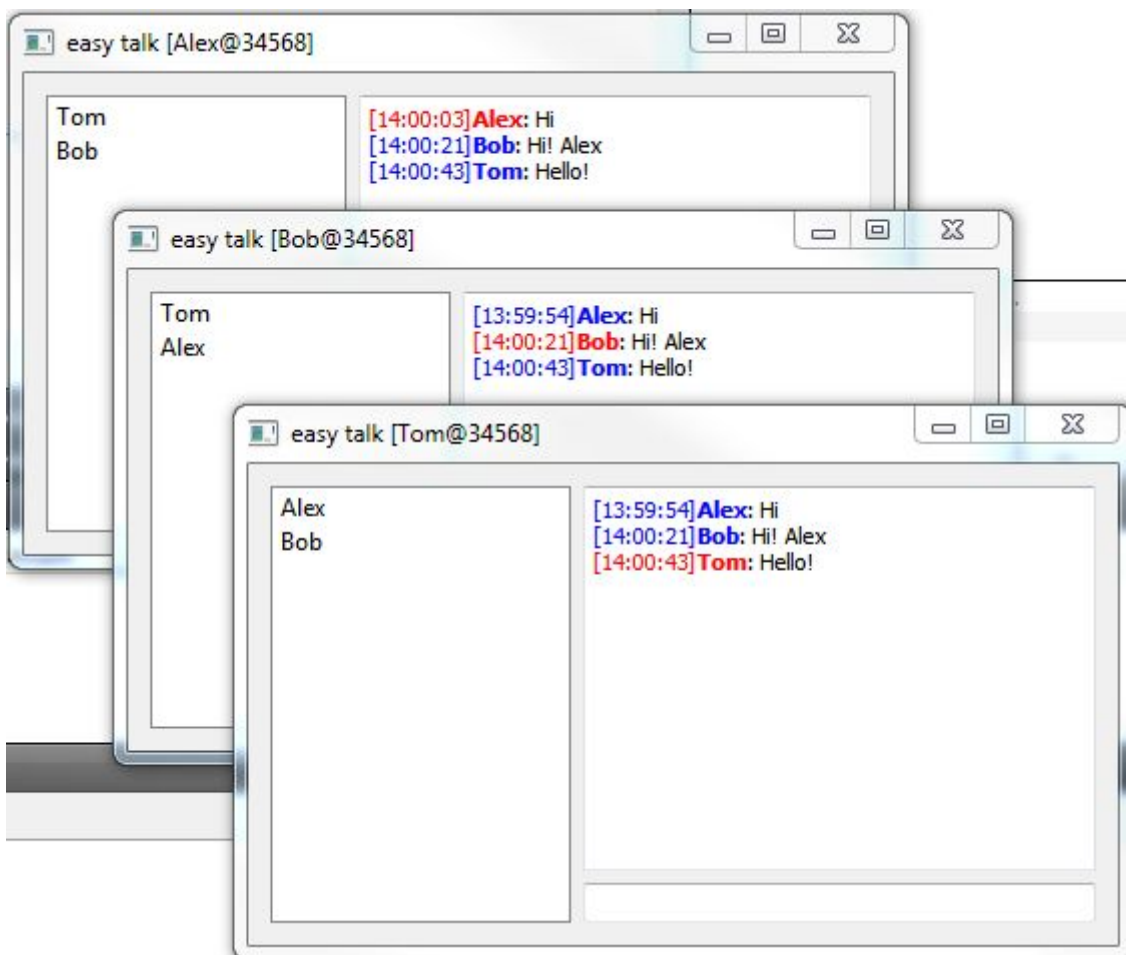 easy talk [Alex@34568]
Tom
Bob
[14:00:03]Alex: Hi
[14:00:21]Bob: Hi! Alex
[14:00:43]Tom: Hello!
easy talk [Bob@34568]
Tom
Alex
[13:59:54]Alex: Hi
[14:00:21]Bob: Hi! Alex
[14:00:43]Tom: Hello!
easy talk [Tom@34568]
Alex
Bob
[13:59:54]Alex: Hi
[14:00:21]Bob: Hi! Alex
[14:00:43]Tom: Hello!